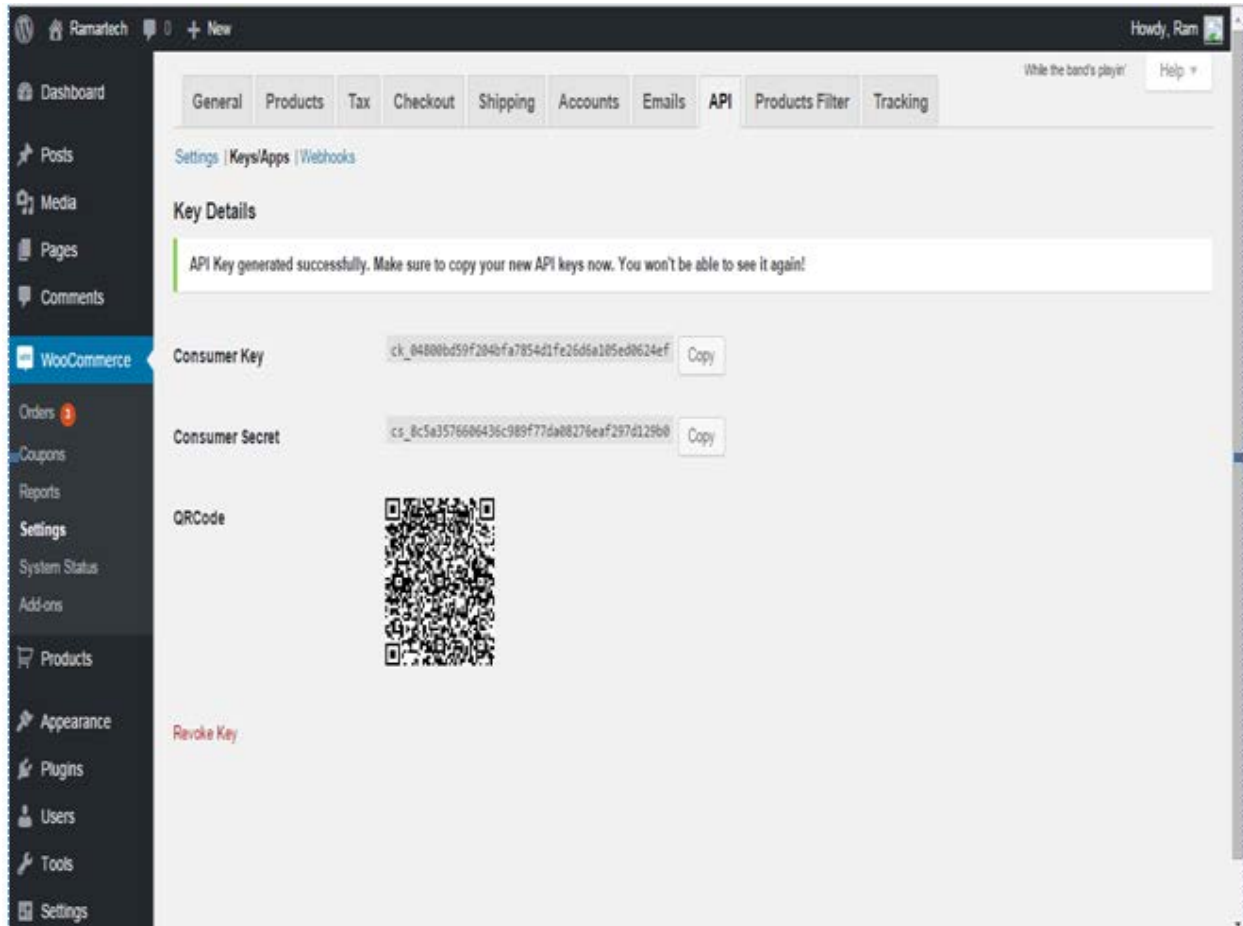 Ramartech 0 + New Howdy, Ram
While the band's playin' Help
Dashboard
General Products Tax Checkout Shipping Accounts Emails API Products Filter Tracking
Posts
Settings | Keys/Apps | Webhooks
Media
Key Details
Pages
API Key generated successfully. Make sure to copy your new API keys now. You won't be able to see it again!
Comments
WooCommerce
Consumer Key ck_04800bd59f204bfa7854d1fe26d6a105ed0624ef Copy
Orders 3
Consumer Secret cs_8c5a3576606436c989f77da08276eaf297d129b0 Copy
Coupons
Reports
QRCode
Settings
System Status
Add-ons
Products
Appearance
Revoke Key
Plugins
Users
Tools
Settings